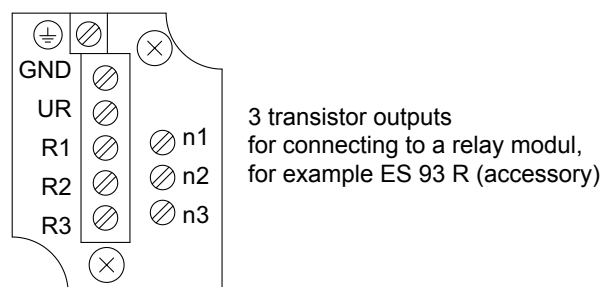 GND
UR
R1
R2
R3
n1
n2
n3
3 transistor outputs
for connecting to a relay modul,
for example ES 93 R (accessory)